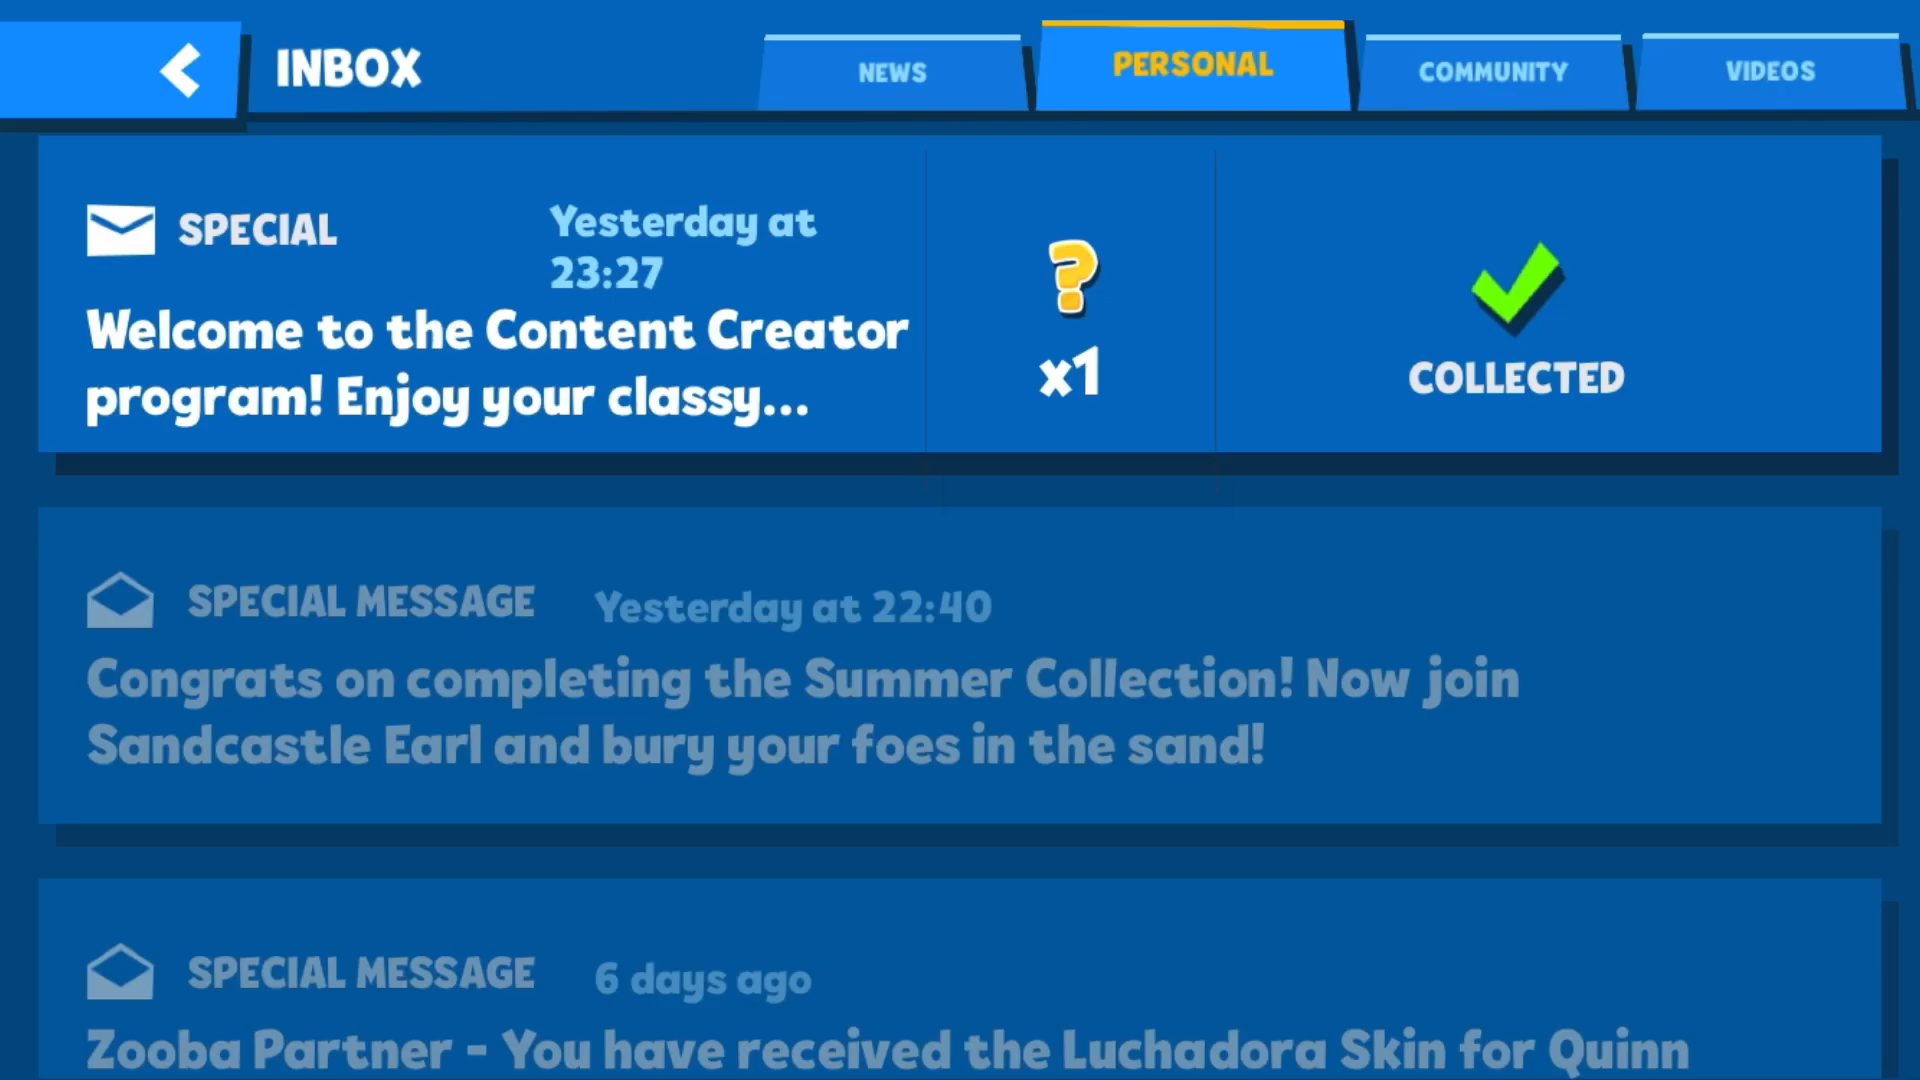 INBOX
NEWS
PERSONAL
COMMUNITY
VIDEOS
SPECIAL
Yesterday at
23:27
Welcome to the Content Creator
program! Enjoy your classy...
?
x1
COLLECTED
SPECIAL MESSAGE
Yesterday at 22:40
Congrats on completing the Summer Collection! Now join
Sandcastle Earl and bury your foes in the sand!
SPECIAL MESSAGE
6 days ago
Zooba Partner - You have received the Luchadora Skin for Quinn